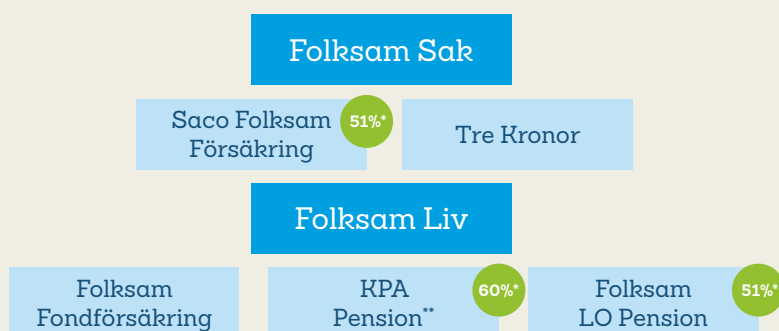 Folksam Sak
Saco Folksam
Försäkring
51%*
Tre Kronor
Folksam Liv
Folksam
Fondförsäkring
KPA
Pension**
60%*
Folksam
LO Pension
51%*